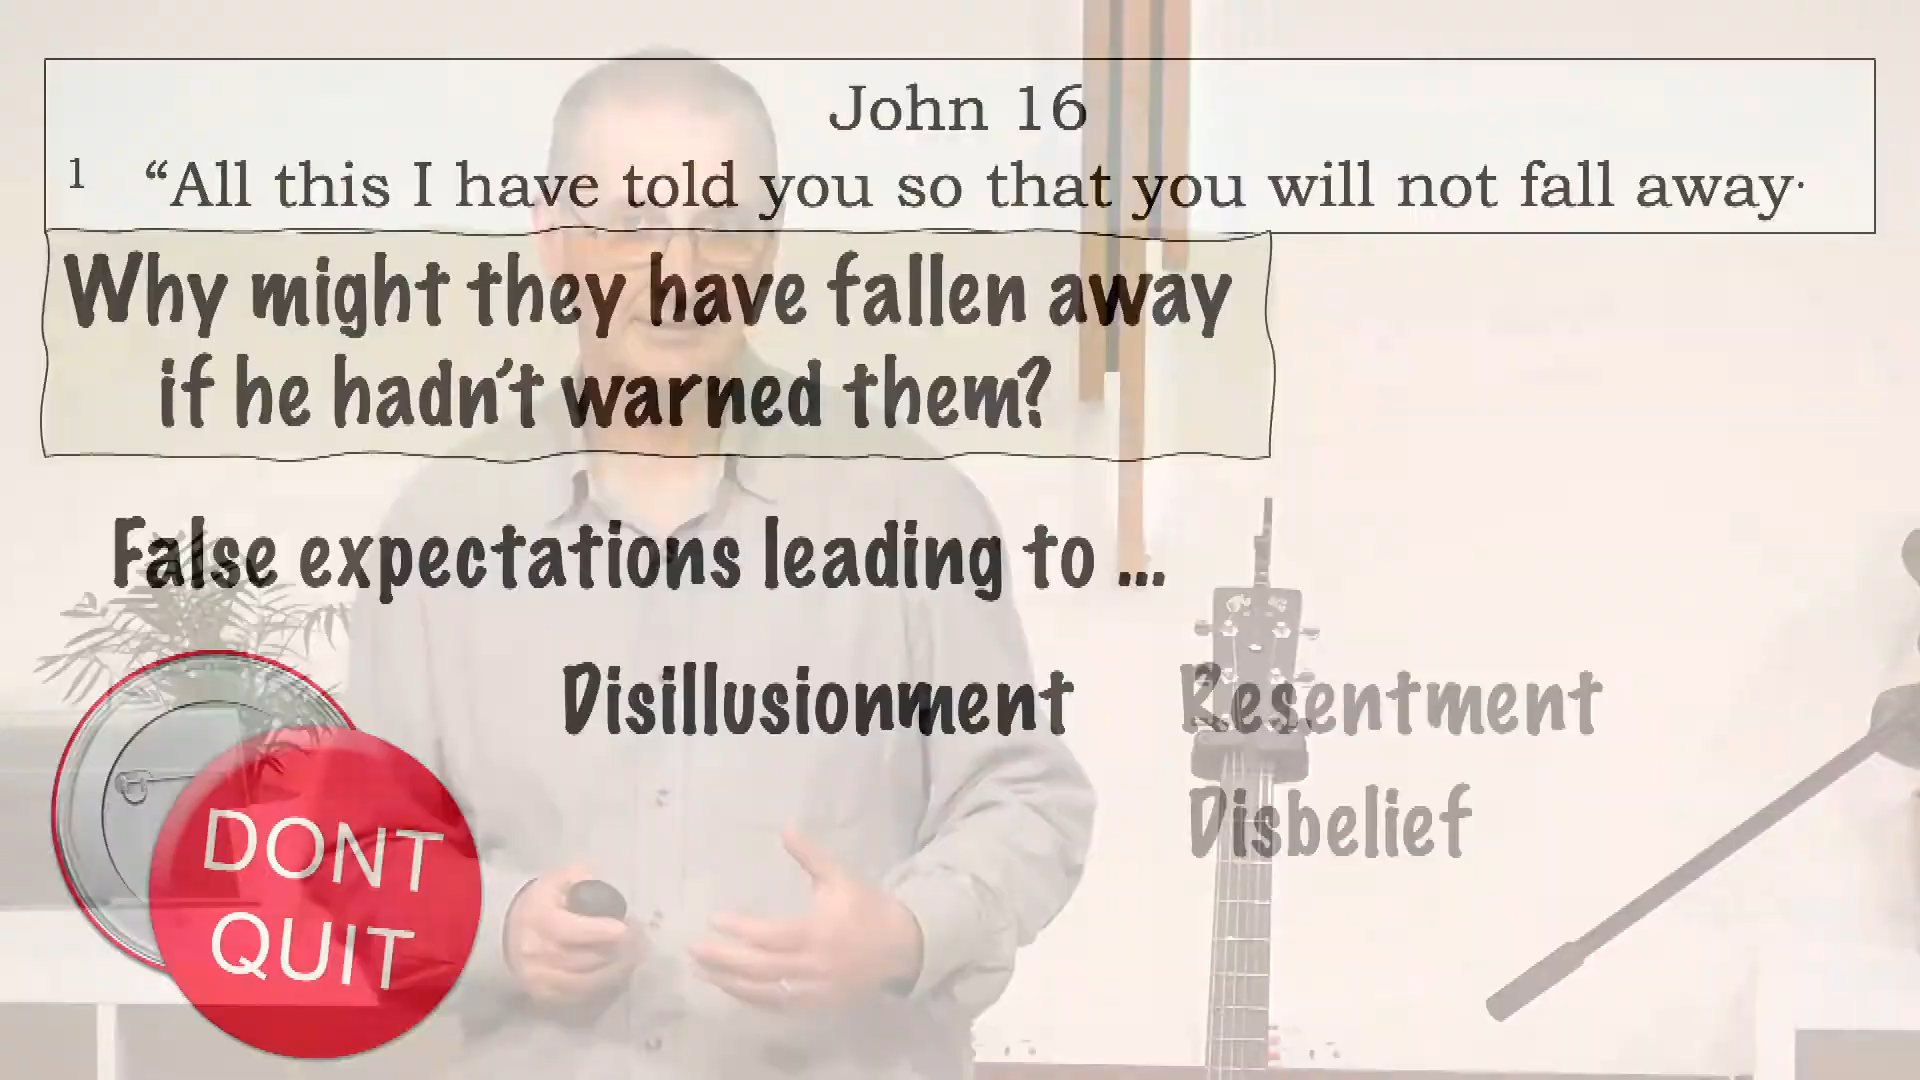 John 16
1 “All this I have told you so that you will not fall away.
Why might they have fallen away
if he hadn't warned them?
False expectations leading to ...
Disillusionment Resentment
Disbelief
DONT
QUIT